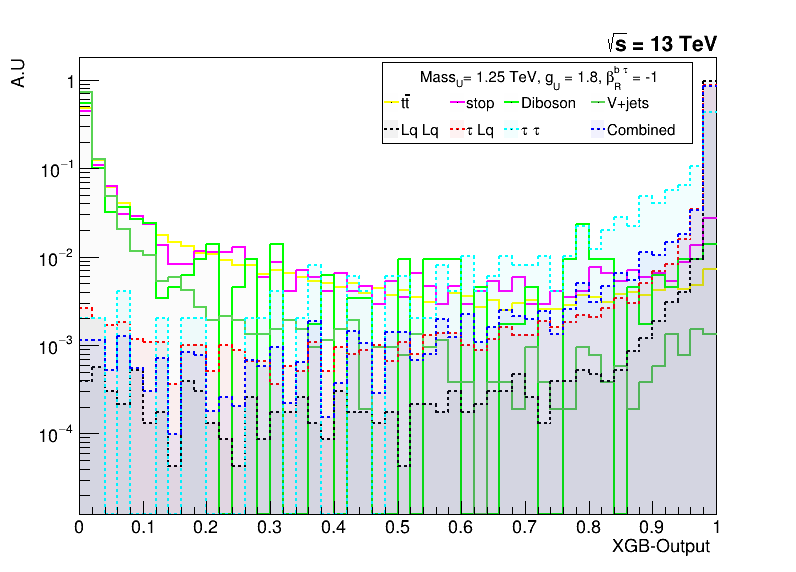 √s = 13 TeV
A.U
Mass_U = 1.25 TeV, g_U = 1.8, β_R^{b τ} = -1
tt̄ stop Diboson V+jets
Lq Lq τ Lq τ τ Combined
1
10⁻¹
10⁻²
10⁻³
10⁻⁴
0 0.1 0.2 0.3 0.4 0.5 0.6 0.7 0.8 0.9 1
XGB-Output